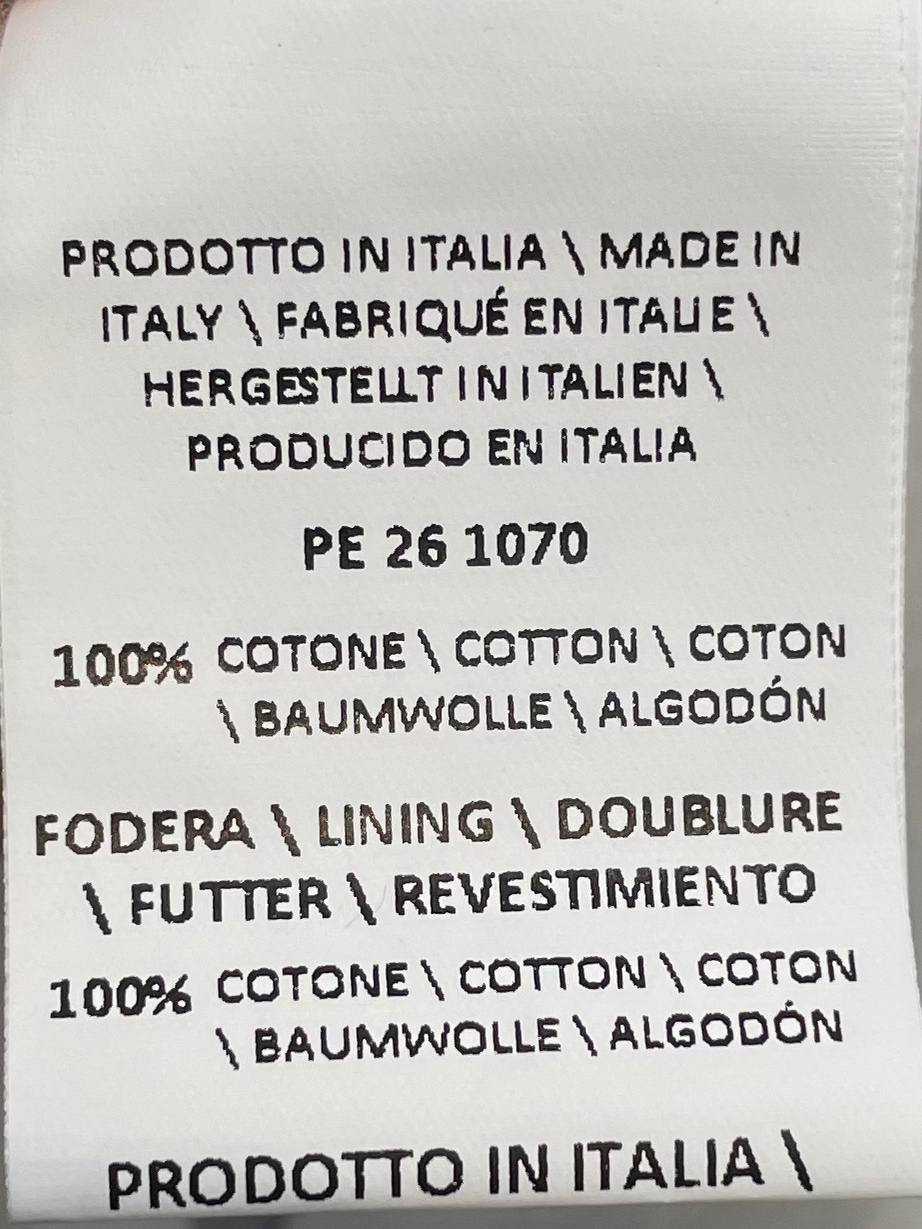 PRODOTTO IN ITALIA \ MADE IN
ITALY \ FABRIQUÉ EN ITALIE \
HERGESTELLT IN ITALIEN \
PRODUCIDO EN ITALIA
PE 26 1070
100% COTONE \ COTTON \ COTON
\ BAUMWOLLE \ ALGODÓN
FODERA \ LINING \ DOUBLURE
\ FUTTER \ REVESTIMIENTO
100% COTONE \ COTTON \ COTON
\ BAUMWOLLE \ ALGODÓN
PRODOTTO IN ITALIA \